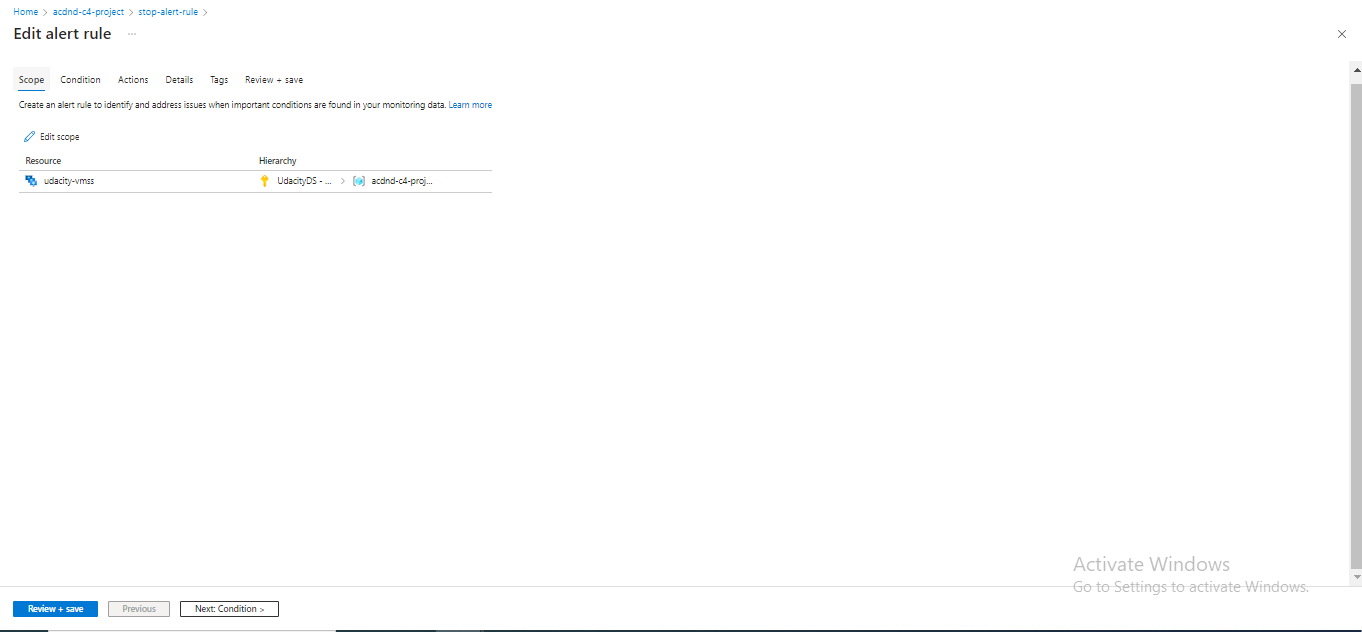 Home > acdnd-c4-project > stop-alert-rule >
Edit alert rule ...
Scope Condition Actions Details Tags Review + save
Create an alert rule to identify and address issues when important conditions are found in your monitoring data. Learn more
Edit scope
Resource Hierarchy
udacity-vmss UdacityDS - ... > acdnd-c4-proj...
Activate Windows
Go to Settings to activate Windows.
Review + save Previous Next: Condition >